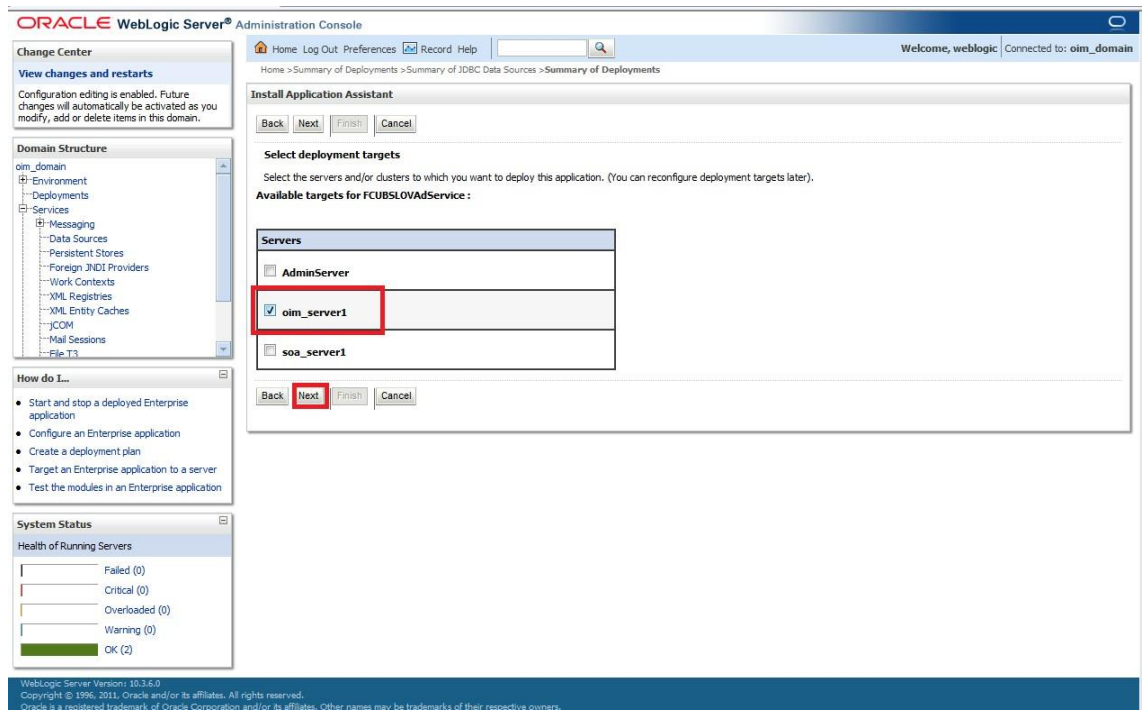 ORACLE WebLogic Server® Administration Console
Change Center
View changes and restarts
Configuration editing is enabled. Future
changes will automatically be activated as you
modify, add or delete items in this domain.
Domain Structure
oim_domain
Environment
Deployments
Services
Messaging
Data Sources
Persistent Stores
Foreign JNDI Providers
Work Contexts
XML Registries
XML Entity Caches
jCOM
Mail Sessions
File T3
How do I...
Start and stop a deployed Enterprise
application
Configure an Enterprise application
Create a deployment plan
Target an Enterprise application to a server
Test the modules in an Enterprise application
System Status
Health of Running Servers
Failed (0)
Critical (0)
Overloaded (0)
Warning (0)
OK (2)
Home Log Out Preferences Record Help
Welcome, weblogic Connected to: oim_domain
Home >Summary of Deployments >Summary of JDBC Data Sources >Summary of Deployments
Install Application Assistant
Back Next Finish Cancel
Select deployment targets
Select the servers and/or clusters to which you want to deploy this application. (You can reconfigure deployment targets later).
Available targets for FCUBSLOVAdService :
Servers
AdminServer
oim_server1
soa_server1
Back Next Finish Cancel
WebLogic Server Version: 10.3.6.0
Copyright © 1996, 2011, Oracle and/or its affiliates. All rights reserved.
Oracle is a registered trademark of Oracle Corporation and/or its affiliates. Other names may be trademarks of their respective owners.